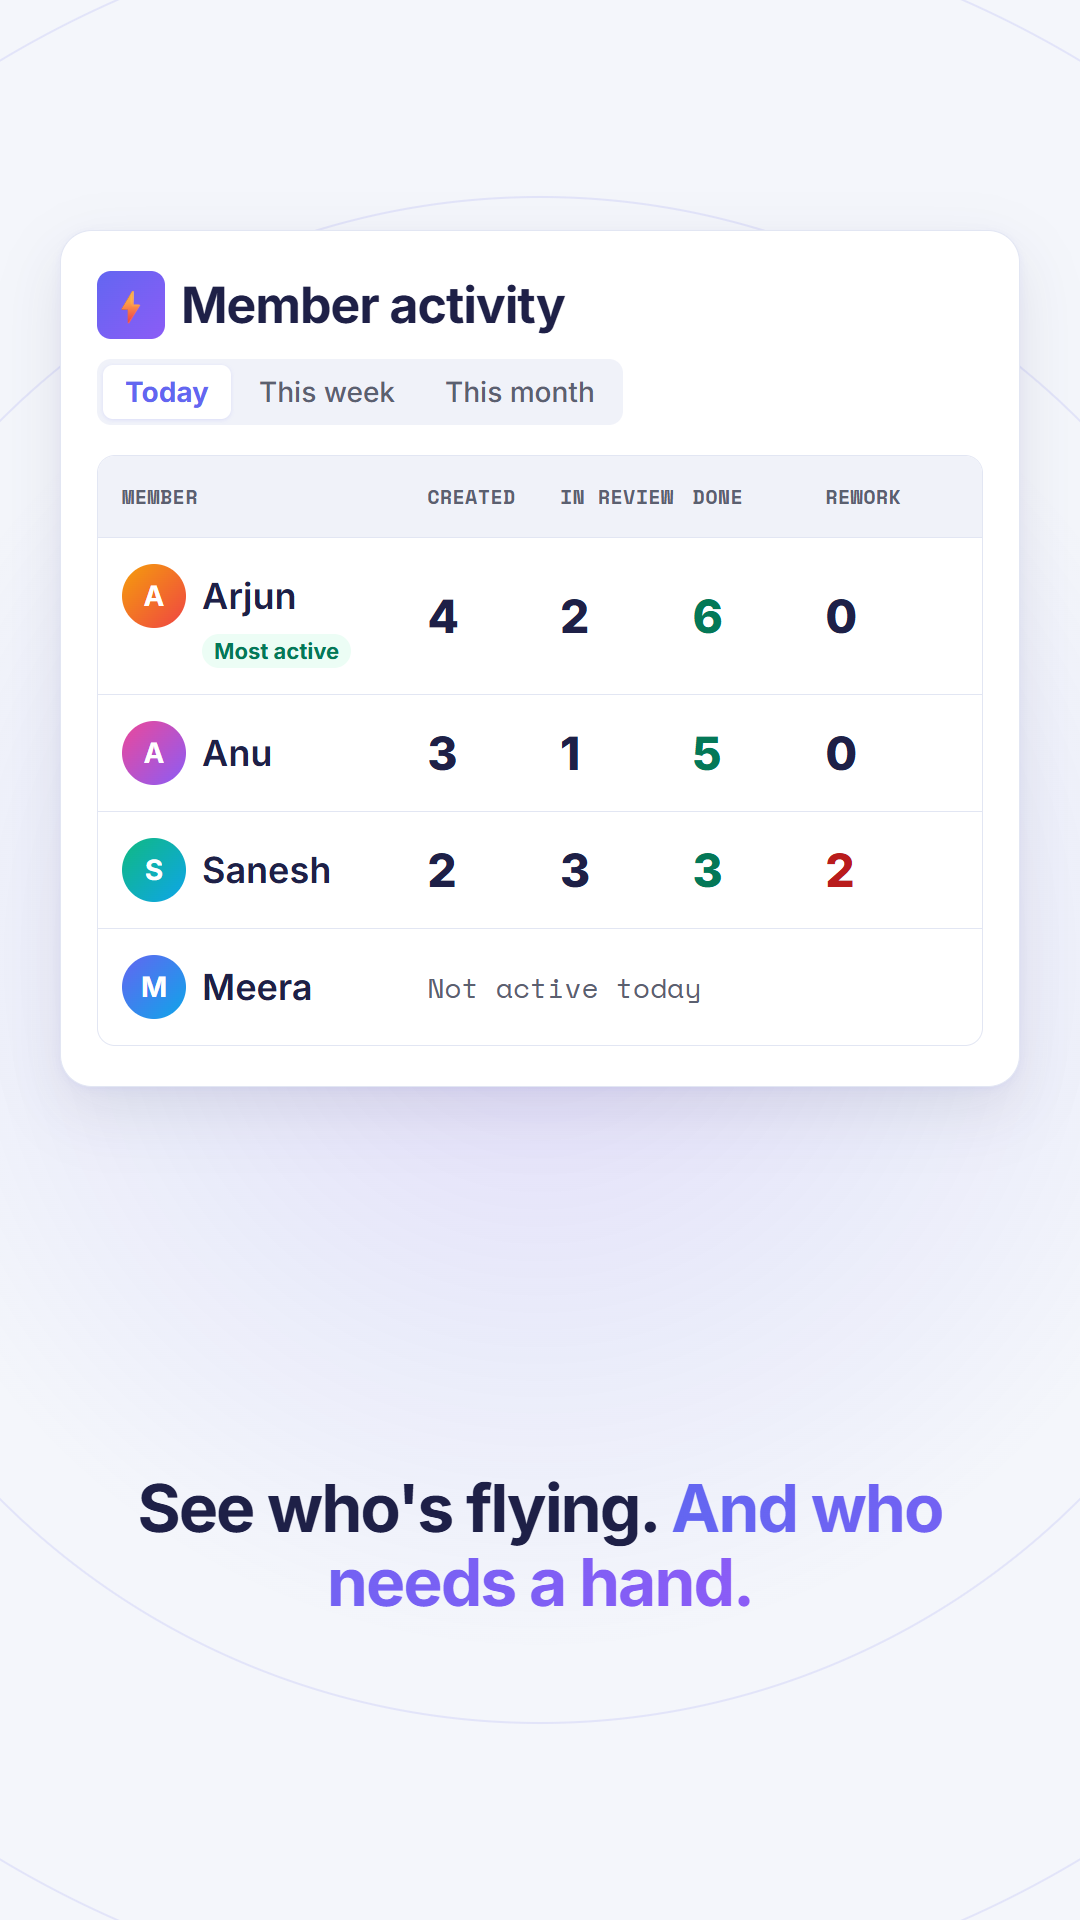 Member activity
Today This week This month
MEMBER CREATED IN REVIEW DONE REWORK
A Arjun 4 2 6 0
Most active
A Anu 3 1 5 0
S Sanesh 2 3 3 2
M Meera Not active today
See who's flying. And who
needs a hand.